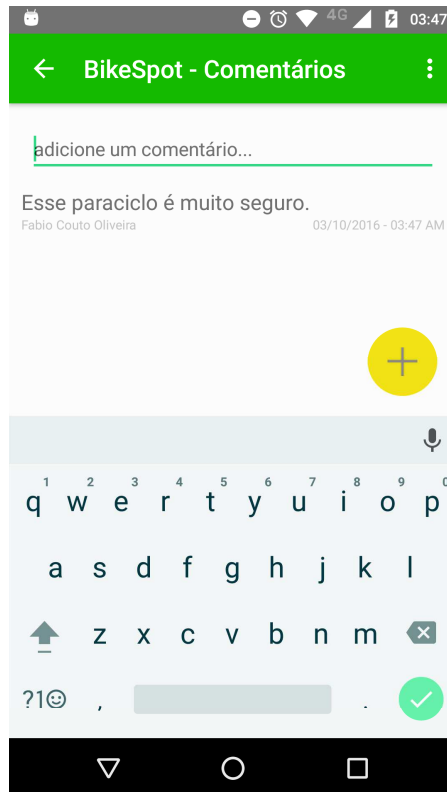 4G 03:47
BikeSpot - Comentários
adicione um comentário...
Esse paraciclo é muito seguro.
Fabio Couto Oliveira 03/10/2016 - 03:47 AM
1 2 3 4 5 6 7 8 9 0
q w e r t y u i o p
a s d f g h j k l
z x c v b n m
?1☺ , .